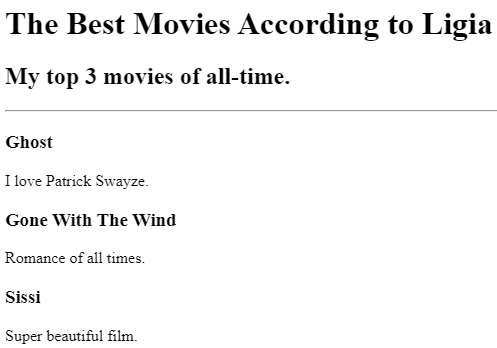 The Best Movies According to Ligia
My top 3 movies of all-time.
Ghost
I love Patrick Swayze.
Gone With The Wind
Romance of all times.
Sissi
Super beautiful film.